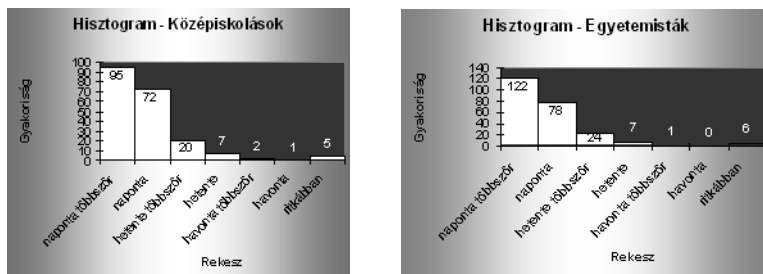 Hisztogram - Középiskolások
Gyakoriság
100
90
80
70
60
50
40
30
20
10
0
95
72
20
7
2
1
5
naponta többször
naponta
hetente többször
hetente
havonta többször
havonta
ritkábban
Rekesz
Hisztogram - Egyetemisták
Gyakoriság
140
120
100
80
60
40
20
0
122
78
24
7
1
0
6
naponta többször
naponta
hetente többször
hetente
havonta többször
havonta
ritkábban
Rekesz